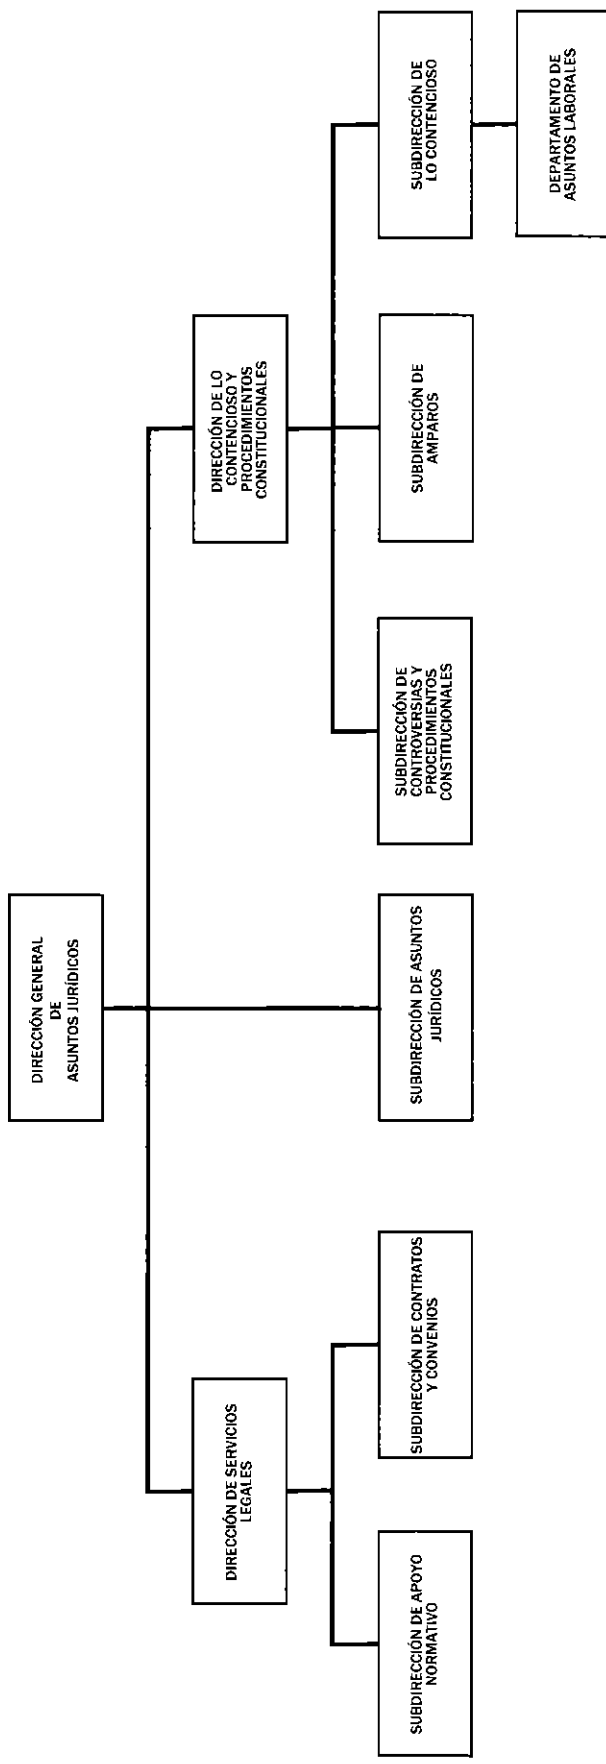 DIRECCIÓN GENERAL
DE
ASUNTOS JURÍDICOS
DIRECCIÓN DE SERVICIOS
LEGALES
DIRECCIÓN DE LO
CONTENCIOSO Y
PROCEDIMIENTOS
CONSTITUCIONALES
SUBDIRECCIÓN DE APOYO
NORMATIVO
SUBDIRECCIÓN DE CONTRATOS
Y CONVENIOS
SUBDIRECCIÓN DE ASUNTOS
JURÍDICOS
SUBDIRECCIÓN DE
CONTROVERSIAS Y
PROCEDIMIENTOS
CONSTITUCIONALES
SUBDIRECCIÓN DE
AMPAROS
SUBDIRECCIÓN DE
LO CONTENCIOSO
DEPARTAMENTO DE
ASUNTOS LABORALES